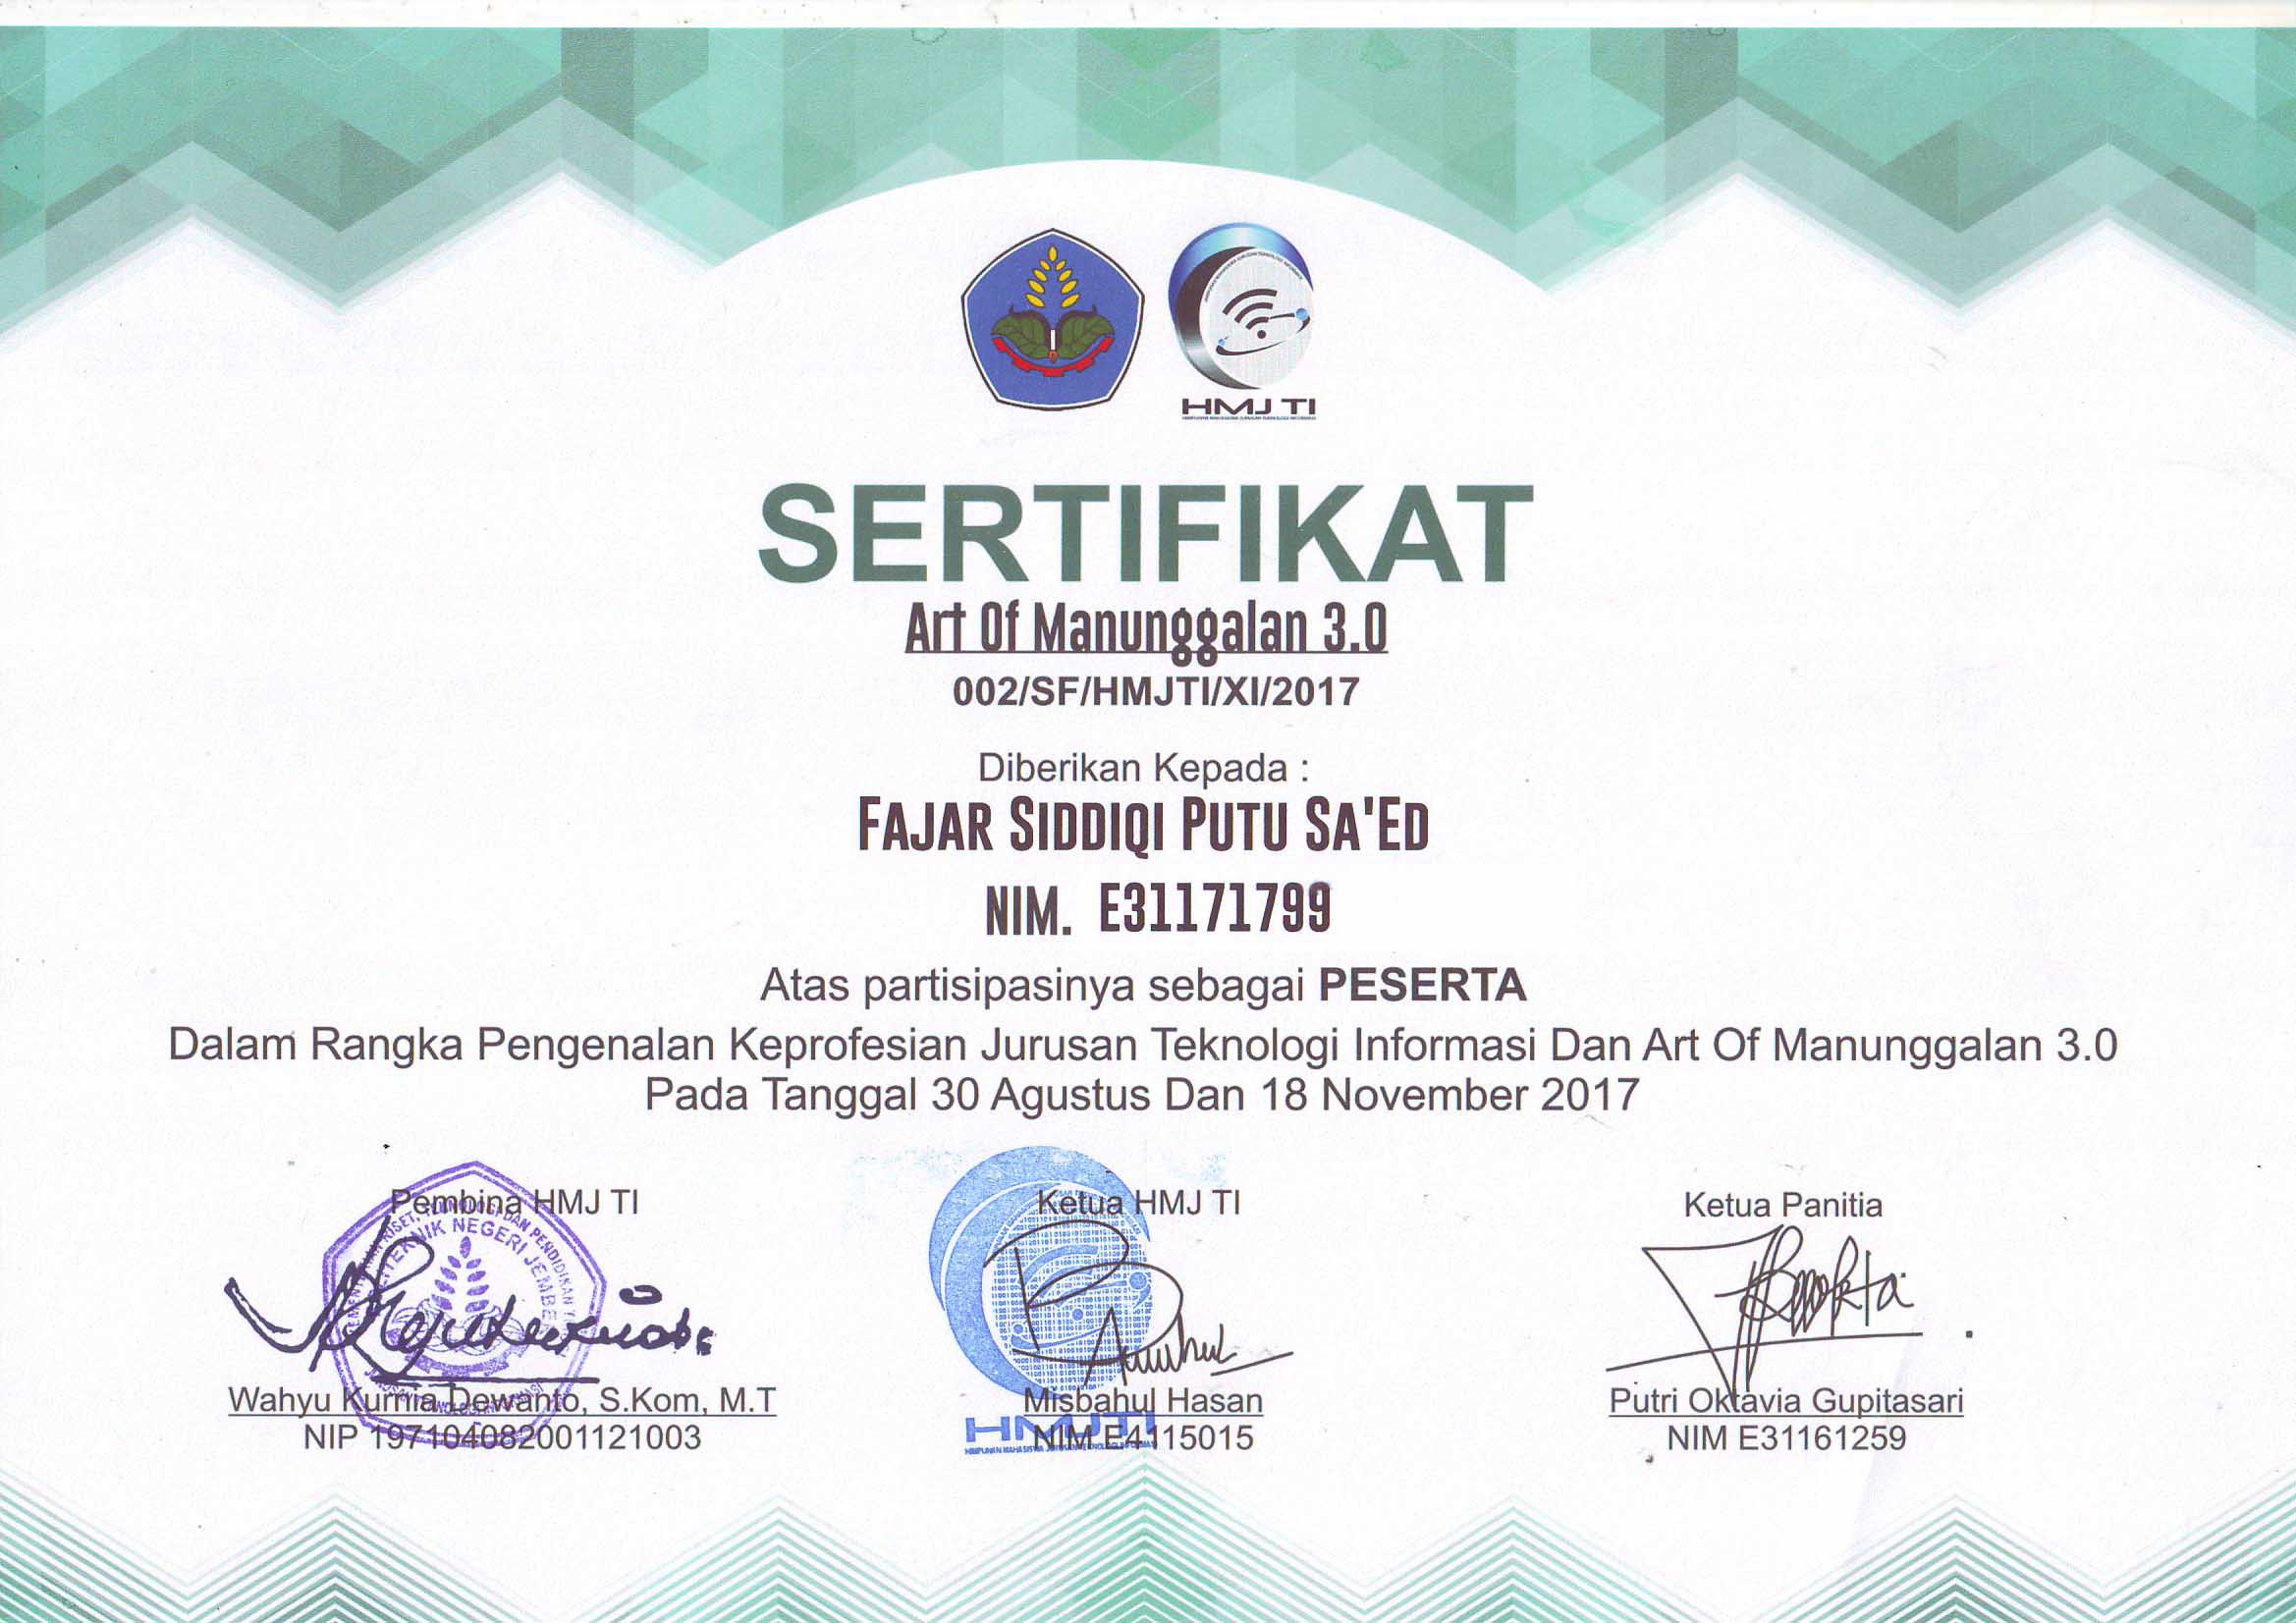 HMJ TI
SERTIFIKAT
Art Of Manunggalan 3.0
002/SF/HMJTI/XI/2017
Diberikan Kepada :
Fajar Siddiqi Putu Sa'Ed
NIM. E31171799
Atas partisipasinya sebagai PESERTA
Dalam Rangka Pengenalan Keprofesian Jurusan Teknologi Informasi Dan Art Of Manunggalan 3.0
Pada Tanggal 30 Agustus Dan 18 November 2017
Pembina HMJ TI
Wahyu Kurnia Dewanto, S.Kom, M.T
NIP 197104082001121003
Ketua HMJ TI
HMJTI
Misbahul Hasan
NIM E4115015
Ketua Panitia
Putri Oktavia Gupitasari
NIM E31161259